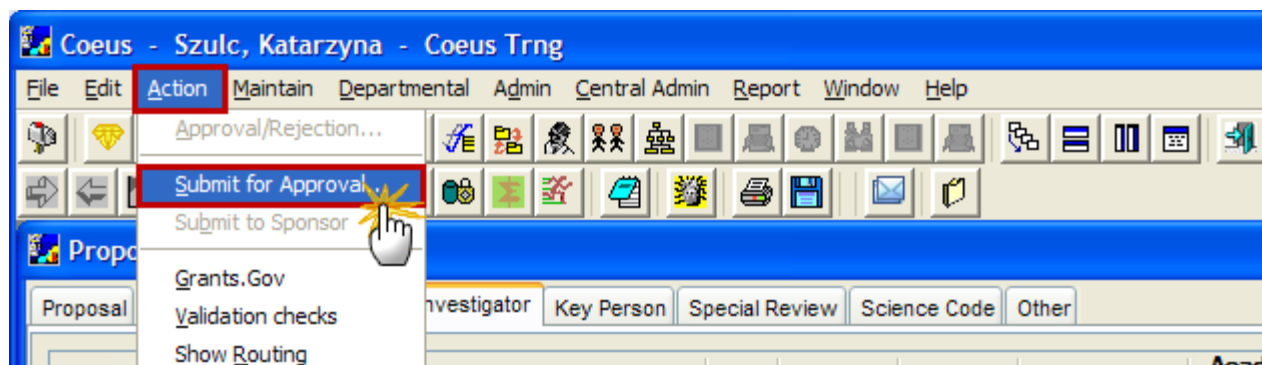 Coeus - Szulc, Katarzyna - Coeus Trng
File Edit Action Maintain Departmental Admin Central Admin Report Window Help
Approval/Rejection...
Submit for Approval...
Submit to Sponsor
Propo
Grants.Gov
Proposal nvestigator Key Person Special Review Science Code Other
Validation checks
Show Routing